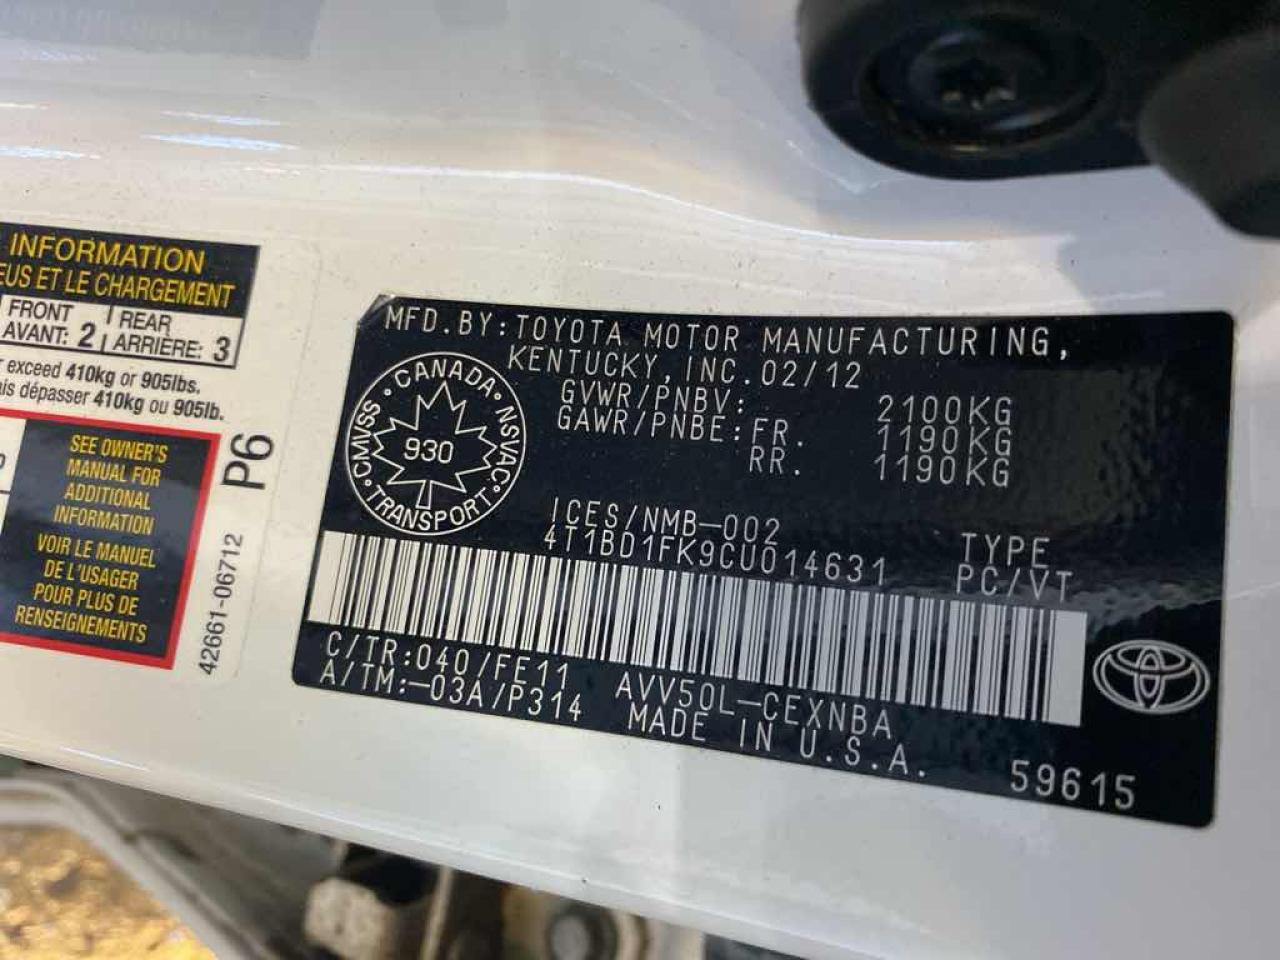 INFORMATION
EUS ET LE CHARGEMENT
FRONT
AVANT: 2
REAR
ARRIÈRE: 3
exceed 410kg or 905lbs.
ais dépasser 410kg ou 905lb.
SEE OWNER'S
MANUAL FOR
ADDITIONAL
INFORMATION
VOIR LE MANUEL
DE L'USAGER
POUR PLUS DE
RENSEIGNEMENTS
42661-06712 P6
MFD.BY:TOYOTA MOTOR MANUFACTURING,
KENTUCKY, INC. 02/12
GVWR/PNBV: 2100KG
GAWR/PNBE: FR. 1190KG
RR. 1190KG
CANADA
CMVSS 930 NSVAC
TRANSPORT
ICES/NMB-002
4T1BD1FK9CU014631
TYPE
PC/VT
C/TR:040/FE11
A/TM:-03A/P314
AVV50L-CEXNBA
MADE IN U.S.A.
59615